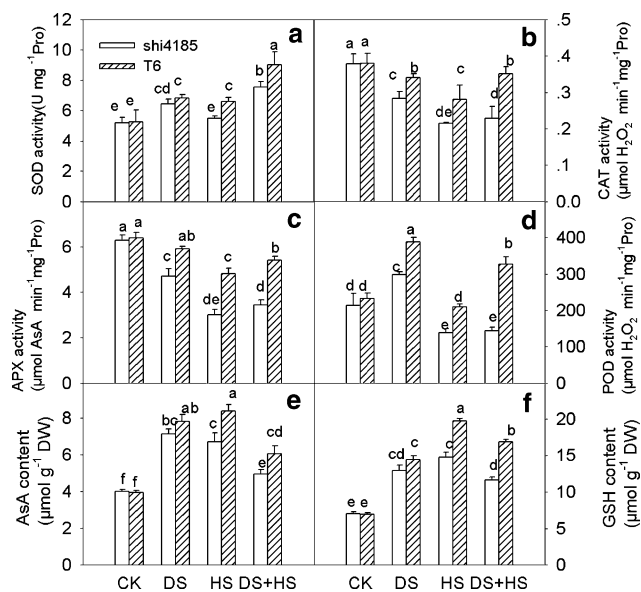 12
10
8
6
4
2
0
SOD activity(U mg⁻¹Pro)
shi4185
T6
a
e e cd c e c b a
.5
.4
.3
.2
.1
0.0
CAT activity
(μmol H₂O₂ min⁻¹mg⁻¹Pro)
b
a a c b de c d b
6
4
2
0
APX activity
(μmol AsA min⁻¹mg⁻¹Pro)
c
a a c ab de c d b
400
300
200
100
0
POD activity
(μmol H₂O₂ min⁻¹mg⁻¹Pro)
d
d d c a e d e b
8
6
4
2
0
AsA content
(μmol g⁻¹ DW)
e
f f bc ab c a e cd
20
15
10
5
0
GSH content
(μmol g⁻¹ DW)
f
e e cd c c a d b
CK DS HS DS+HS
CK DS HS DS+HS